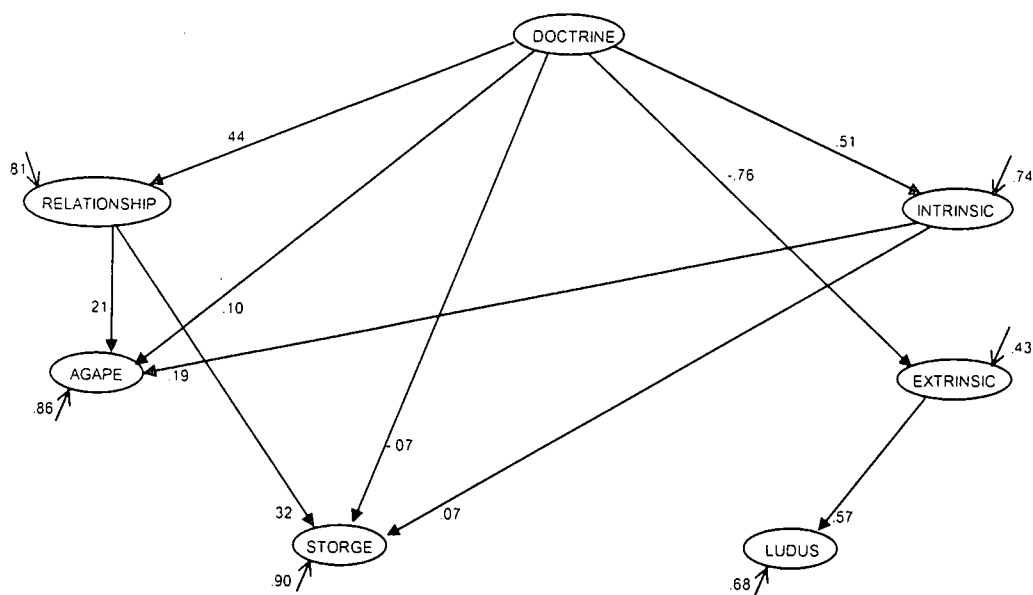 DOCTRINE
44
.51
81
-.76
.74
RELATIONSHIP
INTRINSIC
21
.10
.43
AGAPE
.19
EXTRINSIC
.86
-07
32
.07
.57
STORGE
LUDUS
.90
.68